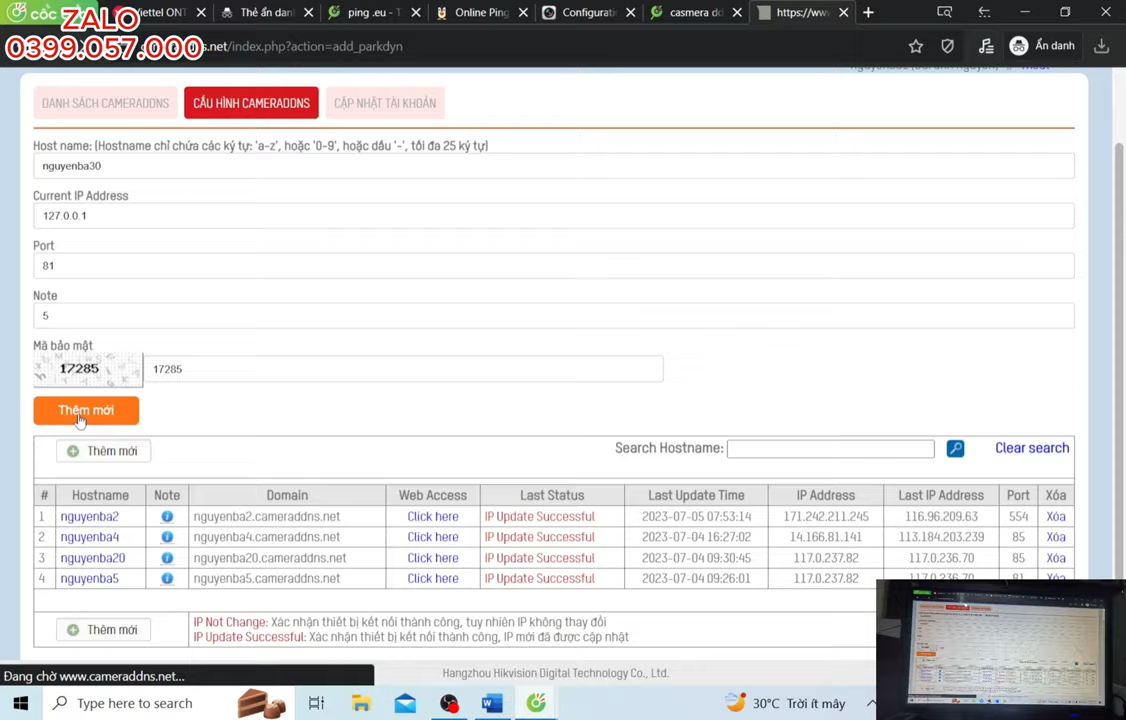 cốc cốc
Viettel ONT
Thẻ ẩn dan
ping .eu - T
Online Ping
Configurati
casmera dd
https://ww
ZALO
0399.057.000
.net/index.php?action=add_parkdyn
Ẩn danh
DANH SÁCH CAMERADDNS
CẤU HÌNH CAMERADDNS
CẬP NHẬT TÀI KHOẢN
Host name: (Hostname chỉ chứa các ký tự: 'a-z', hoặc '0-9', hoặc dấu '-', tối đa 25 ký tự)
nguyenba30
Current IP Address
127.0.0.1
Port
81
Note
5
Mã bảo mật
17285 17285
Thêm mới
Thêm mới Search Hostname: Clear search
# Hostname Note Domain Web Access Last Status Last Update Time IP Address Last IP Address Port Xóa
1 nguyenba2 nguyenba2.cameraddns.net Click here IP Update Successful 2023-07-05 07:53:14 171.242.211.245 116.96.209.63 554 Xóa
2 nguyenba4 nguyenba4.cameraddns.net Click here IP Update Successful 2023-07-04 16:27:02 14.166.81.141 113.184.203.239 85 Xóa
3 nguyenba20 nguyenba20.cameraddns.net Click here IP Update Successful 2023-07-04 09:30:45 117.0.237.82 117.0.236.70 85 Xóa
4 nguyenba5 nguyenba5.cameraddns.net Click here IP Update Successful 2023-07-04 09:26:01 117.0.237.82 117.0.236.70 81 Xóa
Thêm mới
IP Not Change: Xác nhận thiết bị kết nối thành công, tuy nhiên IP không thay đổi
IP Update Successful: Xác nhận thiết bị kết nối thành công, IP mới đã được cập nhật
Đang chờ www.cameraddns.net...
Hangzhou Hikvision Digital Technology Co., Ltd.
Type here to search
30°C Trời ít mây